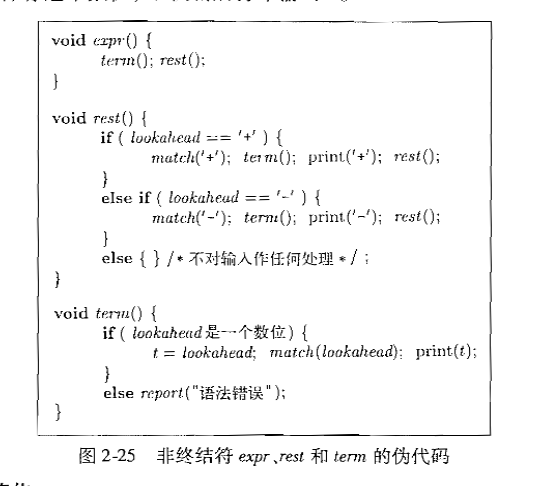 void expr() {
term(); rest();
}
void rest() {
if ( lookahead == '+' ) {
match('+'); term(); print('+'); rest();
}
else if ( lookahead == '-' ) {
match('-'); term(); print('-'); rest();
}
else { } /* 不对输入作任何处理 */ ;
}
void term() {
if ( lookahead是一个数位) {
t = lookahead; match(lookahead); print(t);
}
else report("语法错误");
}
图 2-25 非终结符 expr、rest 和 term 的伪代码